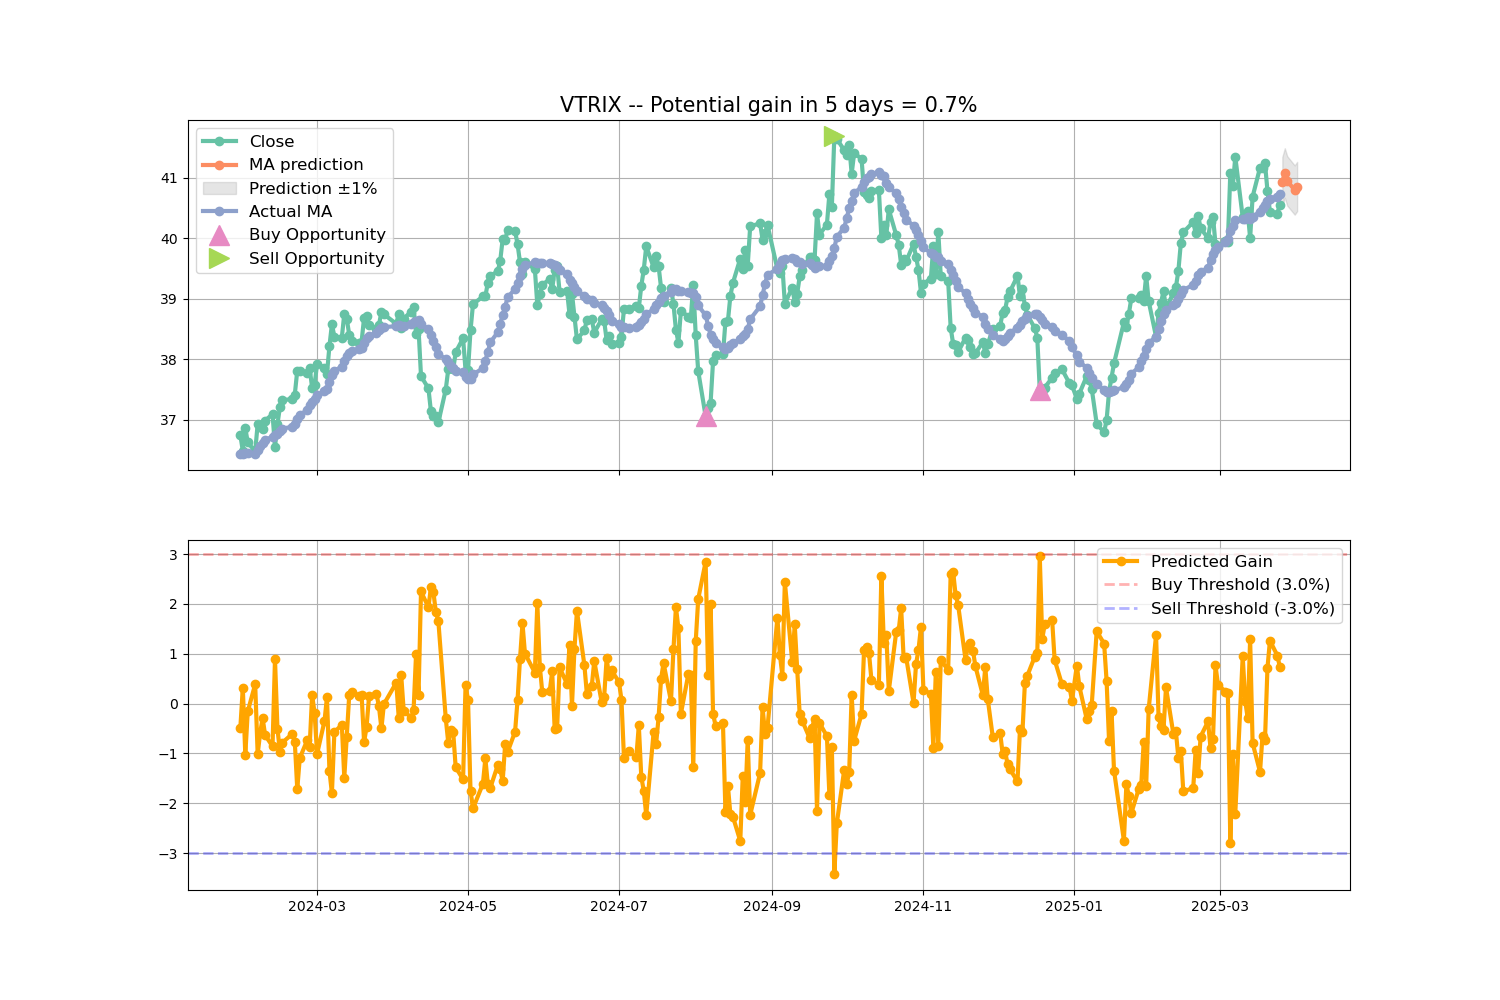 VTRIX -- Potential gain in 5 days = 0.7%
Close
MA prediction
Prediction ±1%
Actual MA
Buy Opportunity
Sell Opportunity
41
40
39
38
37
3
2
1
0
−1
−2
−3
Predicted Gain
Buy Threshold (3.0%)
Sell Threshold (-3.0%)
2024-03 2024-05 2024-07 2024-09 2024-11 2025-01 2025-03